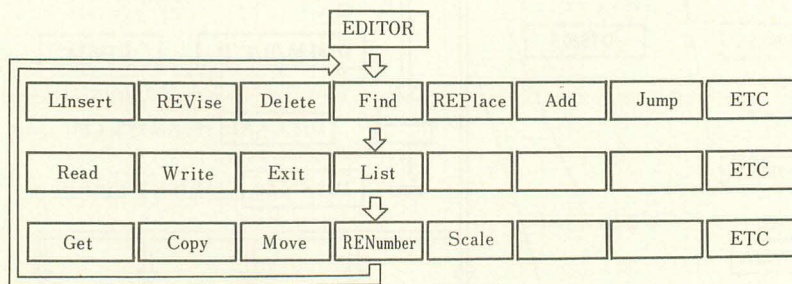 EDITOR
LInsert REVise Delete Find REPlace Add Jump ETC
Read Write Exit List ETC
Get Copy Move RENumber Scale ETC